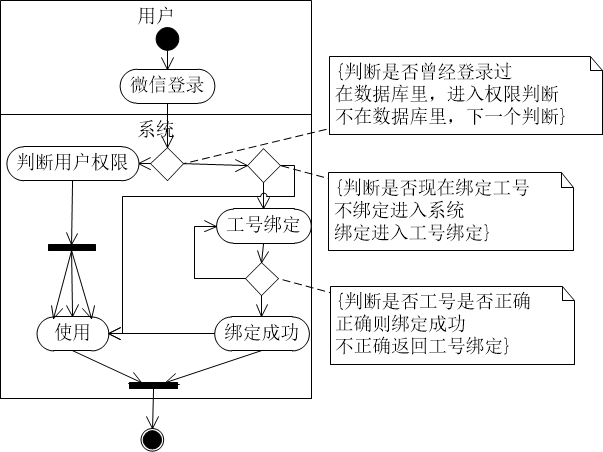 用户
微信登录
{判断是否曾经登录过
在数据库里，进入权限判断
不在数据库里，下一个判断}
系统
判断用户权限
{判断是否现在绑定工号
不绑定进入系统
绑定进入工号绑定}
工号绑定
{判断是否工号是否正确
正确则绑定成功
不正确返回工号绑定}
使用
绑定成功